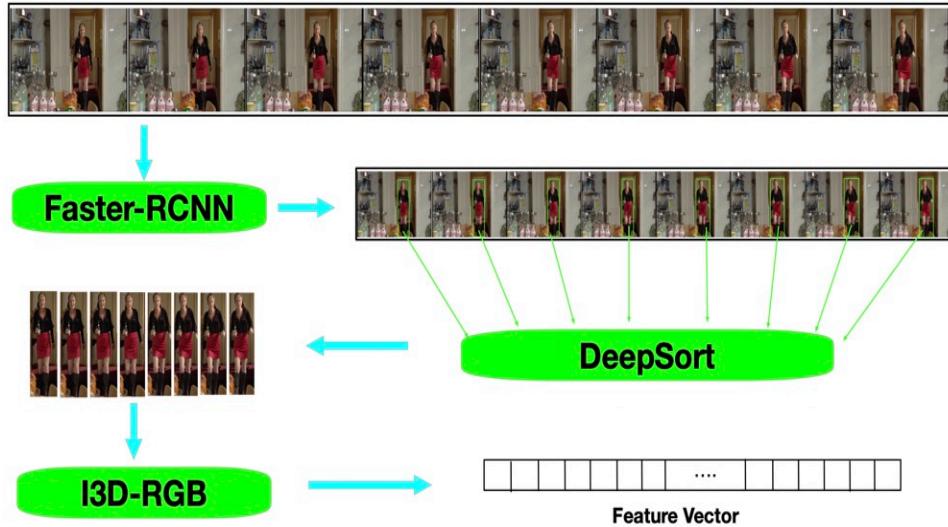 Faster-RCNN
DeepSort
I3D-RGB
....
Feature Vector